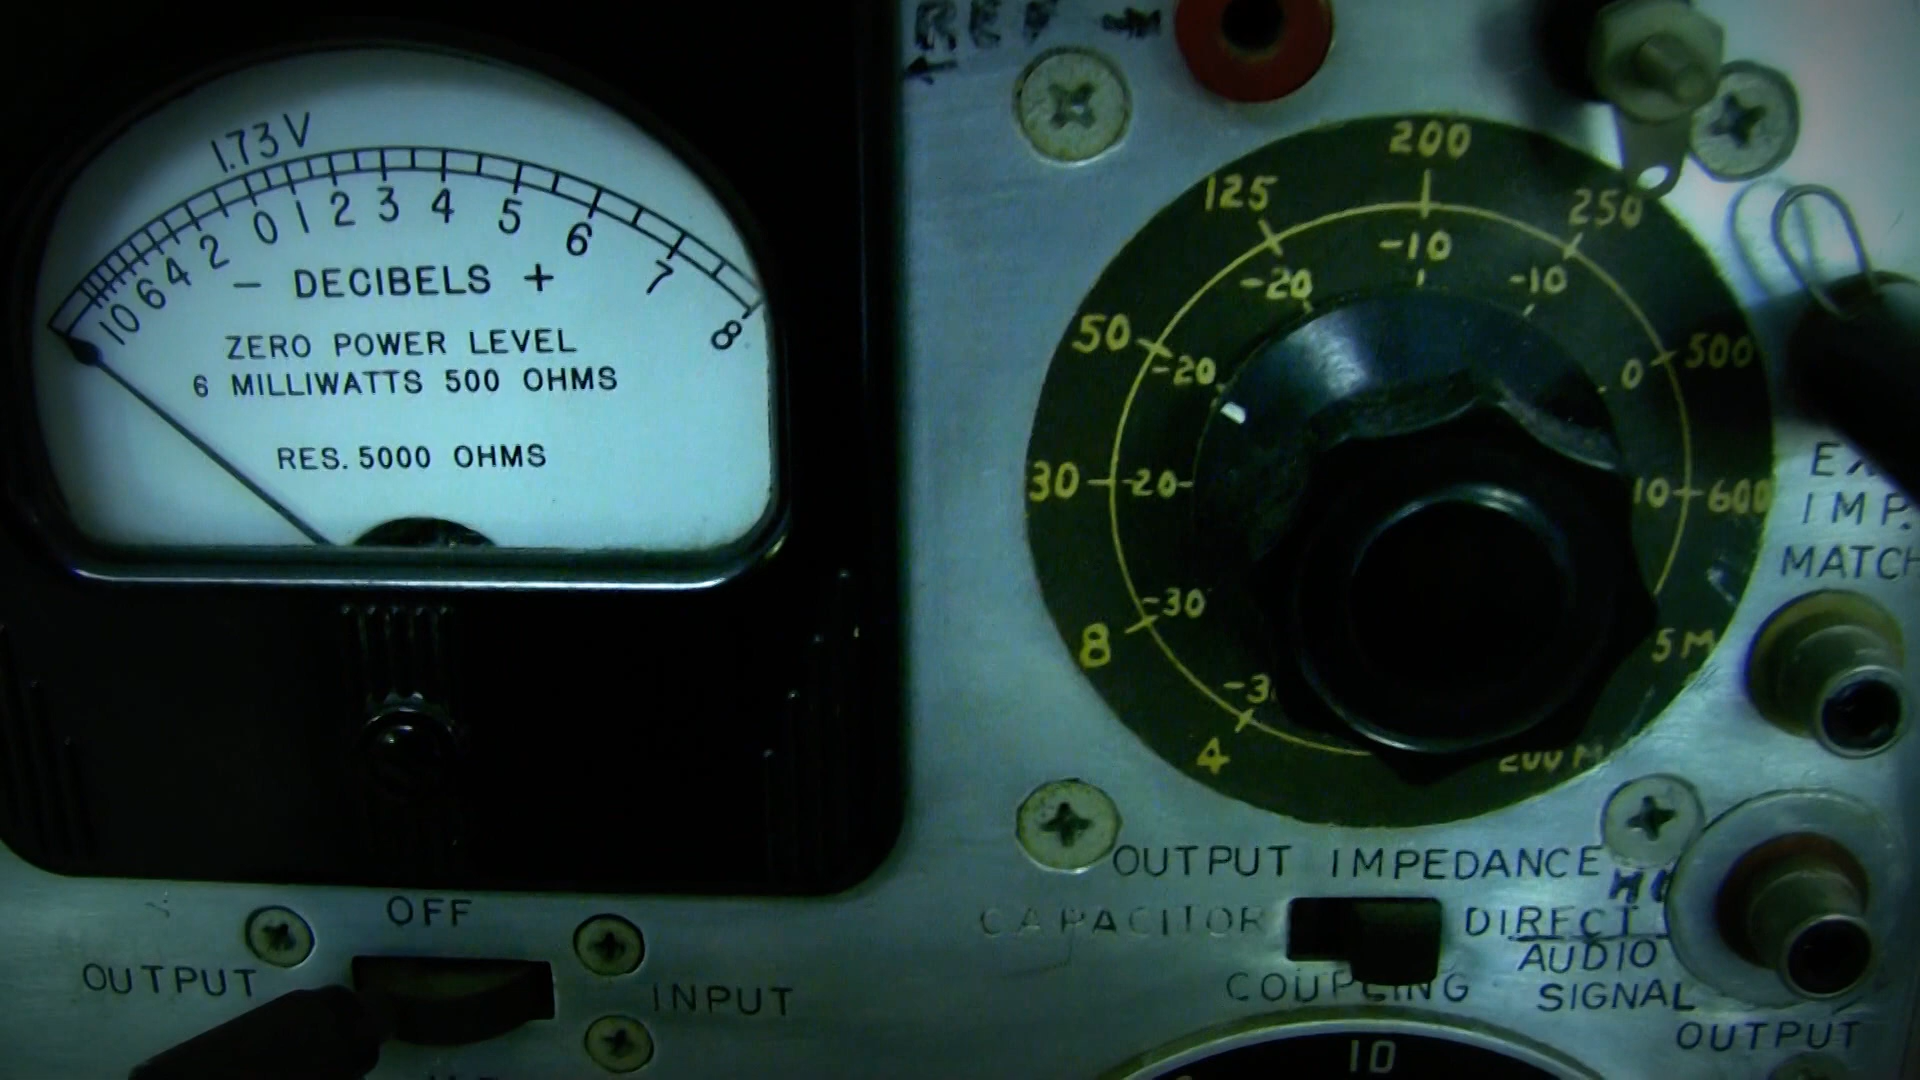 1.73 V
10 6 4 2 0 1 2 3 4 5 6 7 8
- DECIBELS +
ZERO POWER LEVEL
6 MILLIWATTS 500 OHMS
RES. 5000 OHMS
OFF
OUTPUT
INPUT
REF
200
125
250
-10
-20
-10
50
-20
0
500
30
-20-
10
600
8
-30
5M
4
IMP.
MATCH
OUTPUT IMPEDANCE
CAPACITOR
DIRECT
COUPLING
AUDIO
SIGNAL
OUTPUT
10